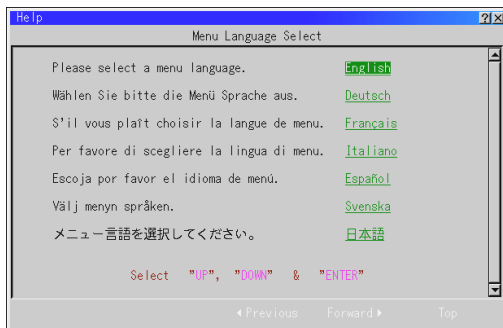 Help
Menu Language Select
Please select a menu language. English
Wählen Sie bitte die Menü Sprache aus. Deutsch
S'il vous plaît choisir la langue de menu. Français
Per favore di scegliere la lingua di menu. Italiano
Escoja por favor el idioma de menú. Español
Välj menyn språken. Svenska
メニュー言語を選択してください。 日本語
Select "UP", "DOWN" & "ENTER"
Previous Forward Top